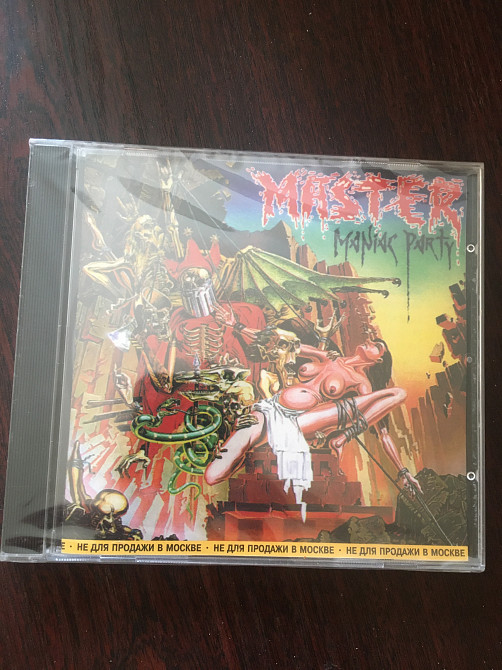 MASTER
Maniac Party
Е • НЕ ДЛЯ ПРОДАЖИ В МОСКВЕ • НЕ ДЛЯ ПРОДАЖИ В МОСКВЕ • НЕ ДЛЯ ПРОДАЖИ В МОСКВЕ